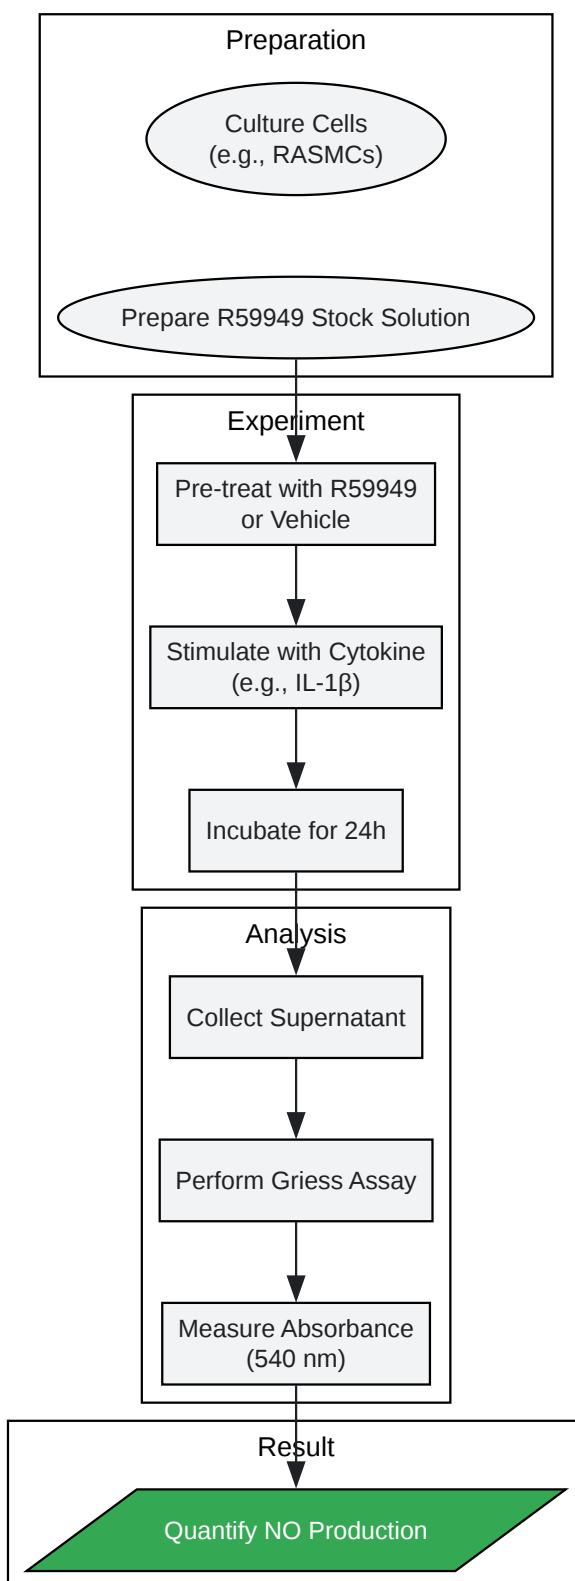 Preparation
Culture Cells
(e.g., RASMCs)
Prepare R59949 Stock Solution
Experiment
Pre-treat with R59949
or Vehicle
Stimulate with Cytokine
(e.g., IL-1β)
Incubate for 24h
Analysis
Collect Supernatant
Perform Griess Assay
Measure Absorbance
(540 nm)
Result
Quantify NO Production